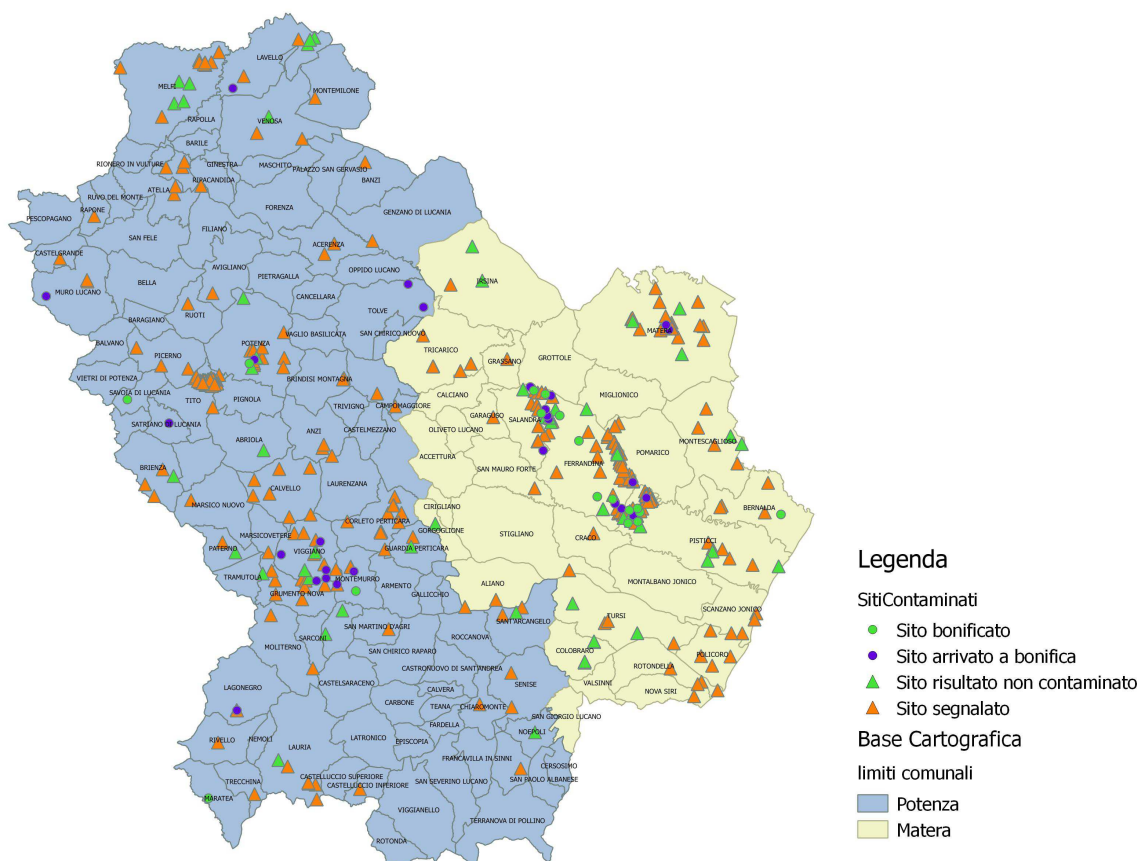 LAVELLO
MELFI
MONTEMILONE
RAPOLLA
VENOSA
BARILE
RIONERO IN VULTURE
GINESTRA
MASCHITO
PALAZZO SAN GERVASIO
BANZI
RIPACANDIDA
ATELLA
RUVO DEL MONTE
RAPONE
PESCOPAGANO
FORENZA
GENZANO DI LUCANIA
SAN FELE
FILIANO
ACERENZA
CASTELGRANDE
AVIGLIANO
OPPIDO LUCANO
PIETRAGALLA
BELLA
MURO LUCANO
CANCELLARA
IRSINA
TOLVE
RUOTI
BARAGIANO
VAGLIO BASILICATA
SAN CHIRICO NUOVO
MATERA
BALVANO
POTENZA
PICERNO
TRICARICO
GRASSANO
GROTTOLE
VIETRI DI POTENZA
BRINDISI MONTAGNA
SAVOIA DI LUCANIA
TITO
PIGNOLA
TRIVIGNO
CAMPOMAGGIORE
CALCIANO
MIGLIONICO
GARAGUSO
SALANDRA
SATRIANO DI LUCANIA
ANZI
CASTELMEZZANO
OLIVETO LUCANO
ABRIOLA
MONTESCAGLIOSO
ACCETTURA
POMARICO
FERRANDINA
SAN MAURO FORTE
BRIENZA
LAURENZANA
CALVELLO
MARSICO NUOVO
CIRIGLIANO
BERNALDA
CORLETO PERTICARA
GORGOGLIONE
STIGLIANO
MARSICOVETERE
CRACO
PISTICCI
PATERNO
VIGGIANO
GUARDIA PERTICARA
TRAMUTOLA
MONTEMURRO
ARMENTO
ALIANO
MONTALBANO JONICO
GRUMENTO NOVA
GALLICCHIO
SCANZANO JONICO
SANT'ARCANGELO
TURSI
SAN MARTINO D'AGRI
SARCONI
ROCCANOVA
MOLITERNO
SAN CHIRICO RAPARO
COLOBRARO
POLICORO
CASTRONUOVO DI SANT'ANDREA
ROTONDELLA
CASTELSARACENO
SENISE
VALSINNI
LAGONEGRO
CALVERA
NOVA SIRI
CARBONE
TEANA
CHIAROMONTE
SAN GIORGIO LUCANO
FARDELLA
NOEPOLI
RIVELLO
NEMOLI
LATRONICO
EPISCOPIA
LAURIA
FRANCAVILLA IN SINNI
CERSOSIMO
TRECCHINA
CASTELLUCCIO SUPERIORE
CASTELLUCCIO INFERIORE
SAN SEVERINO LUCANO
SAN PAOLO ALBANESE
MARATEA
VIGGIANELLO
TERRANOVA DI POLLINO
ROTONDA
Legenda
SitiContaminati
Sito bonificato
Sito arrivato a bonifica
Sito risultato non contaminato
Sito segnalato
Base Cartografica
limiti comunali
Potenza
Matera